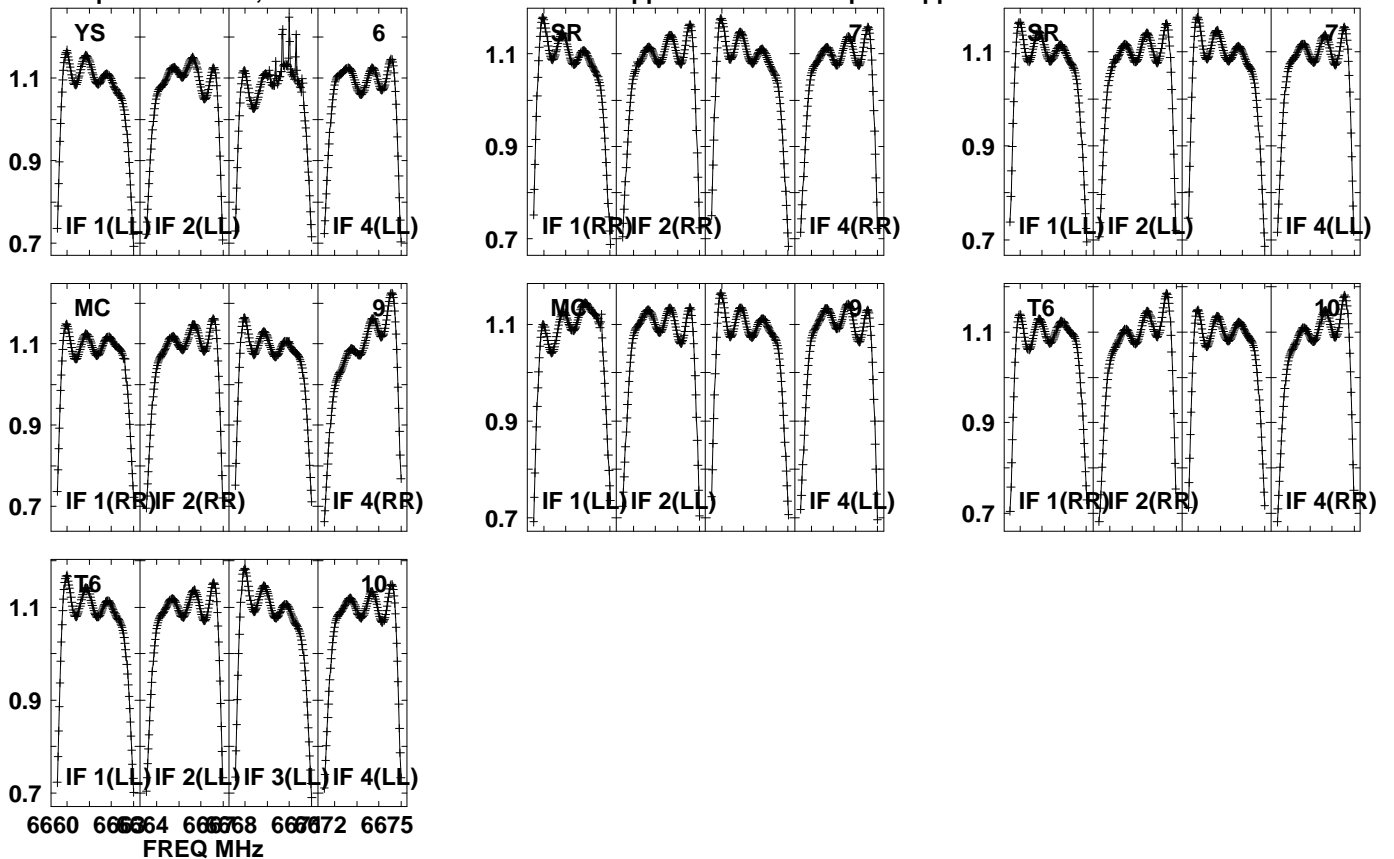 YS 6
1.1
0.9
0.7
IF 1(LL) IF 2(LL) IF 4(LL)
SR 7
1.1
0.9
0.7
IF 1(RR) IF 2(RR) IF 4(RR)
SR 7
1.1
0.9
0.7
IF 1(LL) IF 2(LL) IF 4(LL)
MC 9
1.1
0.9
0.7
IF 1(RR) IF 2(RR) IF 4(RR)
MC 9
1.1
0.9
0.7
IF 1(LL) IF 2(LL) IF 4(LL)
T6 10
1.1
0.9
0.7
IF 1(RR) IF 2(RR) IF 4(RR)
T6 10
1.1
0.9
0.7
IF 1(LL) IF 2(LL) IF 3(LL) IF 4(LL)
6660 6663 6664 6667 6668 6671 6672 6675
FREQ MHz